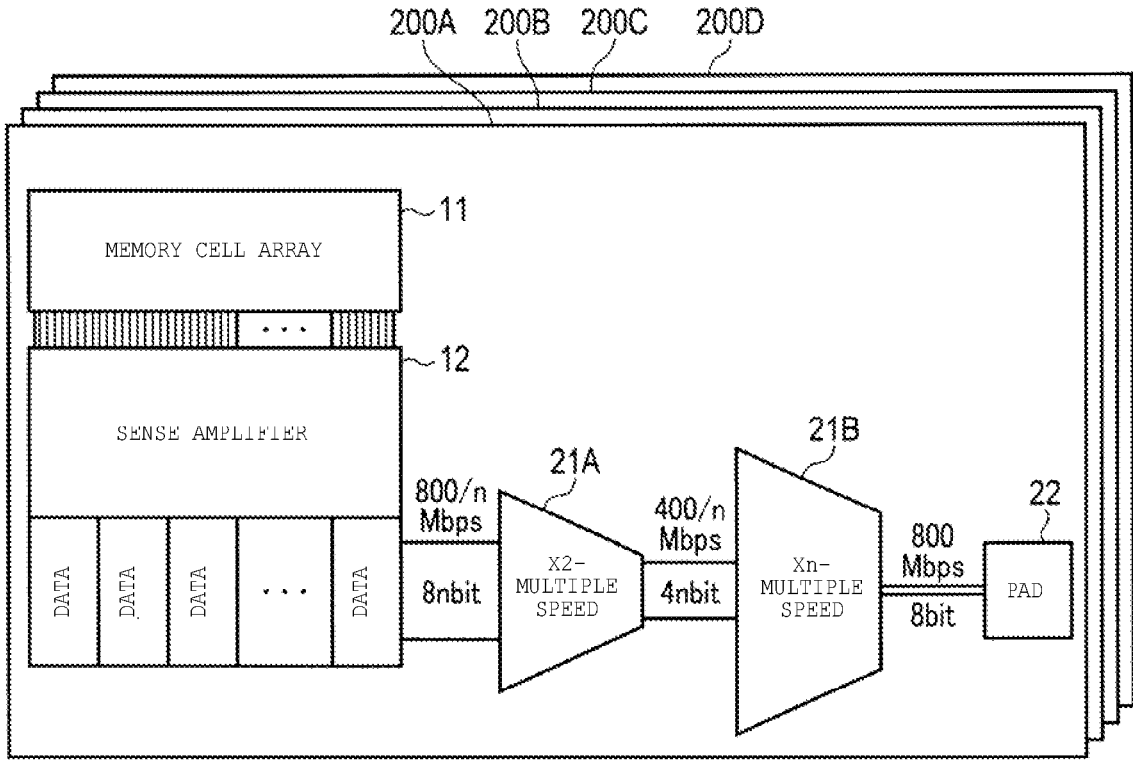 200A 200B 200C 200D
11
MEMORY CELL ARRAY
...
12
SENSE AMPLIFIER
DATA
DATA
DATA
...
DATA
800/n
Mbps
8nbit
21A
X2-
MULTIPLE
SPEED
400/n
Mbps
4nbit
21B
Xn-
MULTIPLE
SPEED
800
Mbps
8bit
22
PAD